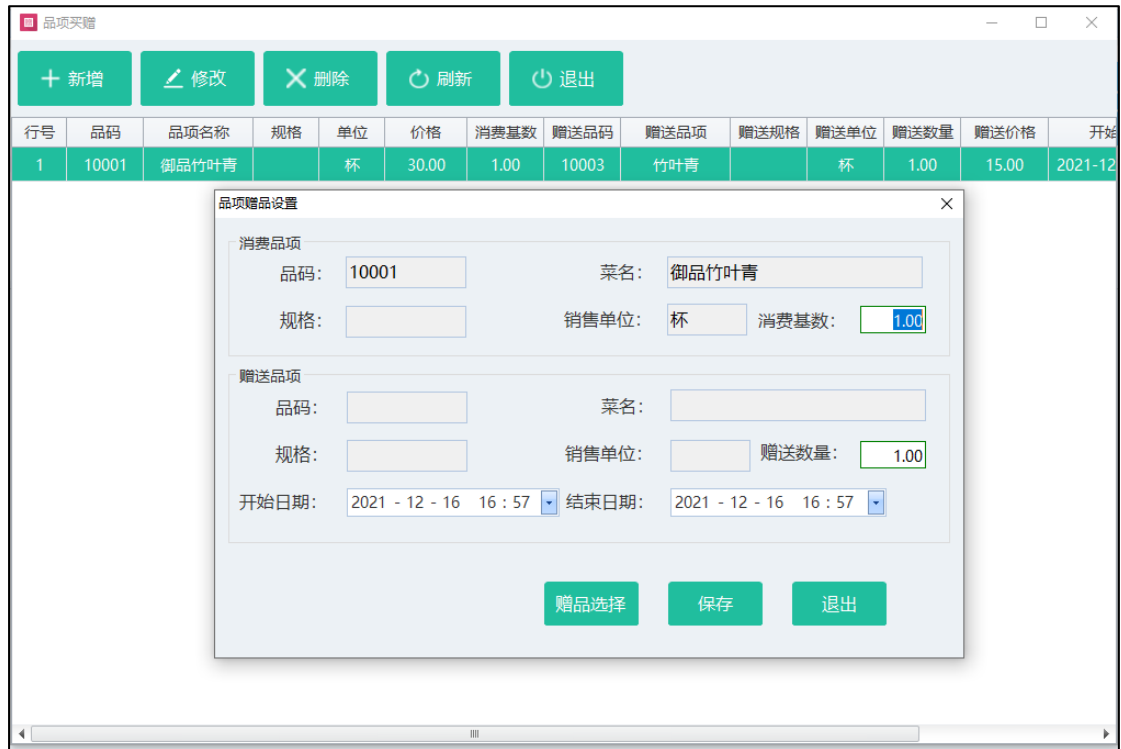 品项买赠
新增 修改 删除 刷新 退出
行号 品码 品项名称 规格 单位 价格 消费基数 赠送品码 赠送品项 赠送规格 赠送单位 赠送数量 赠送价格 开始
1 10001 御品竹叶青 杯 30.00 1.00 10003 竹叶青 杯 1.00 15.00 2021-12
品项赠品设置
消费品项
品码: 10001 菜名: 御品竹叶青
规格: 销售单位: 杯 消费基数: 1.00
赠送品项
品码: 菜名:
规格: 销售单位: 赠送数量: 1.00
开始日期: 2021 - 12 - 16 16 : 57 结束日期: 2021 - 12 - 16 16 : 57
赠品选择 保存 退出